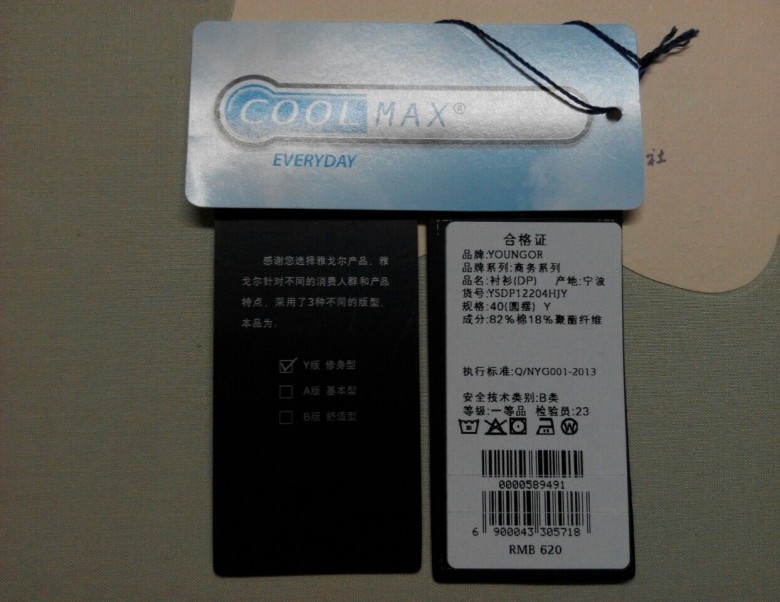 COOLMAX®
EVERYDAY
社
感谢您选择雅戈尔产品，雅
戈尔针对不同的消费人群和产品
特点，采用了3种不同的版型，
本品为：
Y版 修身型
A版 基本型
B版 舒适型
合格证
品牌:YOUNGOR
品牌系列:商务系列
品名:衬衫(DP) 产地:宁波
货号:YSDP12204HJY
规格:40(圆摆) Y
成分:82%棉18%聚酯纤维
执行标准:Q/NYG001-2013
安全技术类别:B类
等级:一等品 检验员:23
0000589491
6 900043 305718
RMB 620